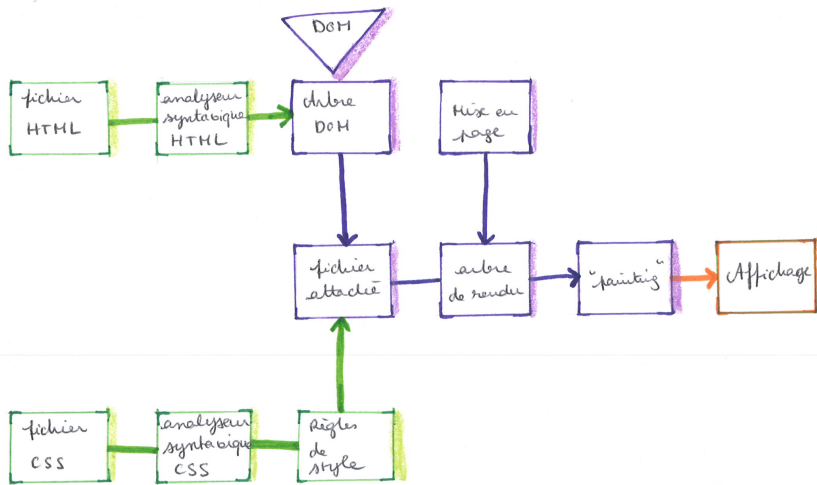 DOM
fichier
HTML
analyseur
syntaxique
HTML
Arbre
DOM
Mise en
page
fichier
attaché
arbre
de rendu
"painting"
Affichage
fichier
CSS
analyseur
syntaxique
CSS
Règles
de
style